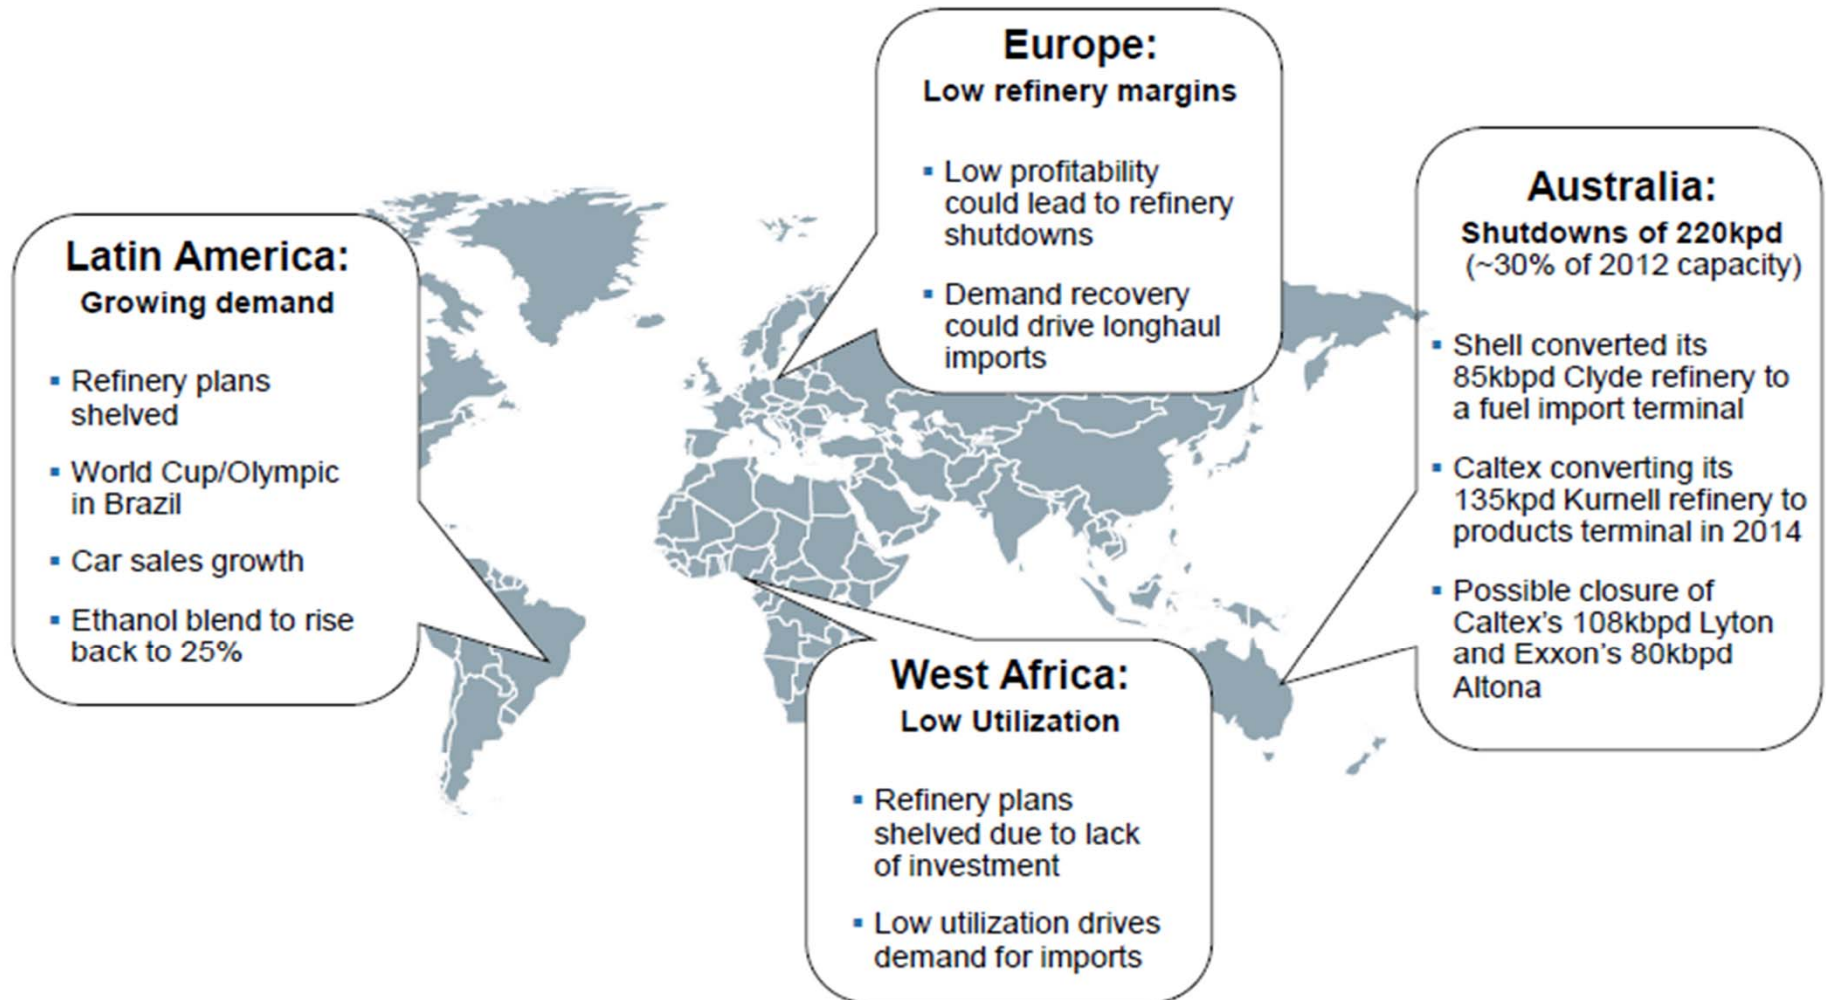 Europe:
Low refinery margins
▪ Low profitability
could lead to refinery
shutdowns
▪ Demand recovery
could drive longhaul
imports
Australia:
Shutdowns of 220kpd
(~30% of 2012 capacity)
▪ Shell converted its
85kbpd Clyde refinery to
a fuel import terminal
▪ Caltex converting its
135kpd Kurnell refinery to
products terminal in 2014
▪ Possible closure of
Caltex's 108kbpd Lyton
and Exxon's 80kbpd
Altona
Latin America:
Growing demand
▪ Refinery plans
shelved
▪ World Cup/Olympic
in Brazil
▪ Car sales growth
▪ Ethanol blend to rise
back to 25%
West Africa:
Low Utilization
▪ Refinery plans
shelved due to lack
of investment
▪ Low utilization drives
demand for imports